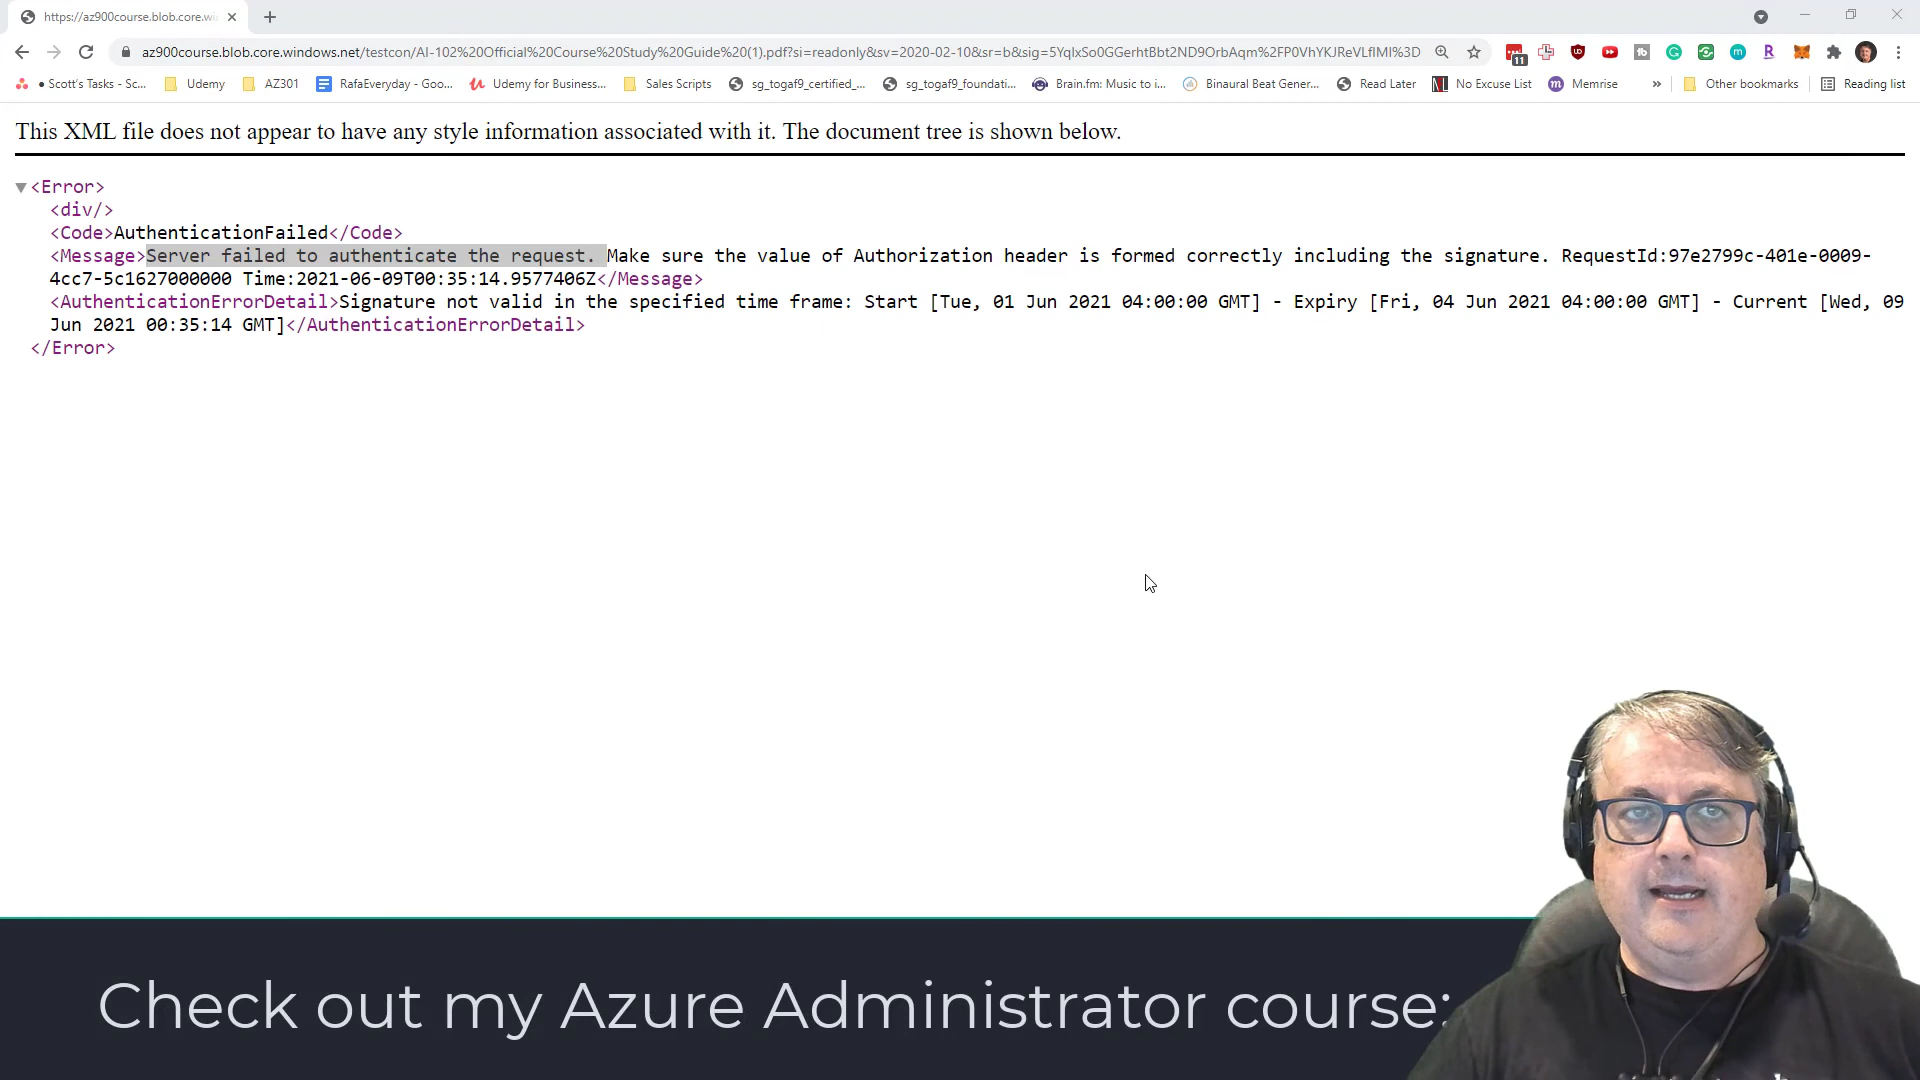 https://az900course.blob.core.wi
az900course.blob.core.windows.net/testcon/AI-102%20Official%20Course%20Study%20Guide%20(1).pdf?si=readonly&sv=2020-02-10&sr=b&sig=5YqlxSo0GGerhtBbt2ND9OrbAqm%2FP0VhYKJReVLflMI%3D
11
• Scott's Tasks - Sc... Udemy AZ301 RafaEveryday - Goo... Udemy for Business... Sales Scripts sg_togaf9_certified_... sg_togaf9_foundati... Brain.fm: Music to i... Binaural Beat Gener... Read Later No Excuse List Memrise » Other bookmarks Reading list
This XML file does not appear to have any style information associated with it. The document tree is shown below.
▼<Error>
<div/>
<Code>AuthenticationFailed</Code>
<Message>Server failed to authenticate the request. Make sure the value of Authorization header is formed correctly including the signature. RequestId:97e2799c-401e-0009-
4cc7-5c1627000000 Time:2021-06-09T00:35:14.9577406Z</Message>
<AuthenticationErrorDetail>Signature not valid in the specified time frame: Start [Tue, 01 Jun 2021 04:00:00 GMT] - Expiry [Fri, 04 Jun 2021 04:00:00 GMT] - Current [Wed, 09
Jun 2021 00:35:14 GMT]</AuthenticationErrorDetail>
</Error>
Check out my Azure Administrator course: